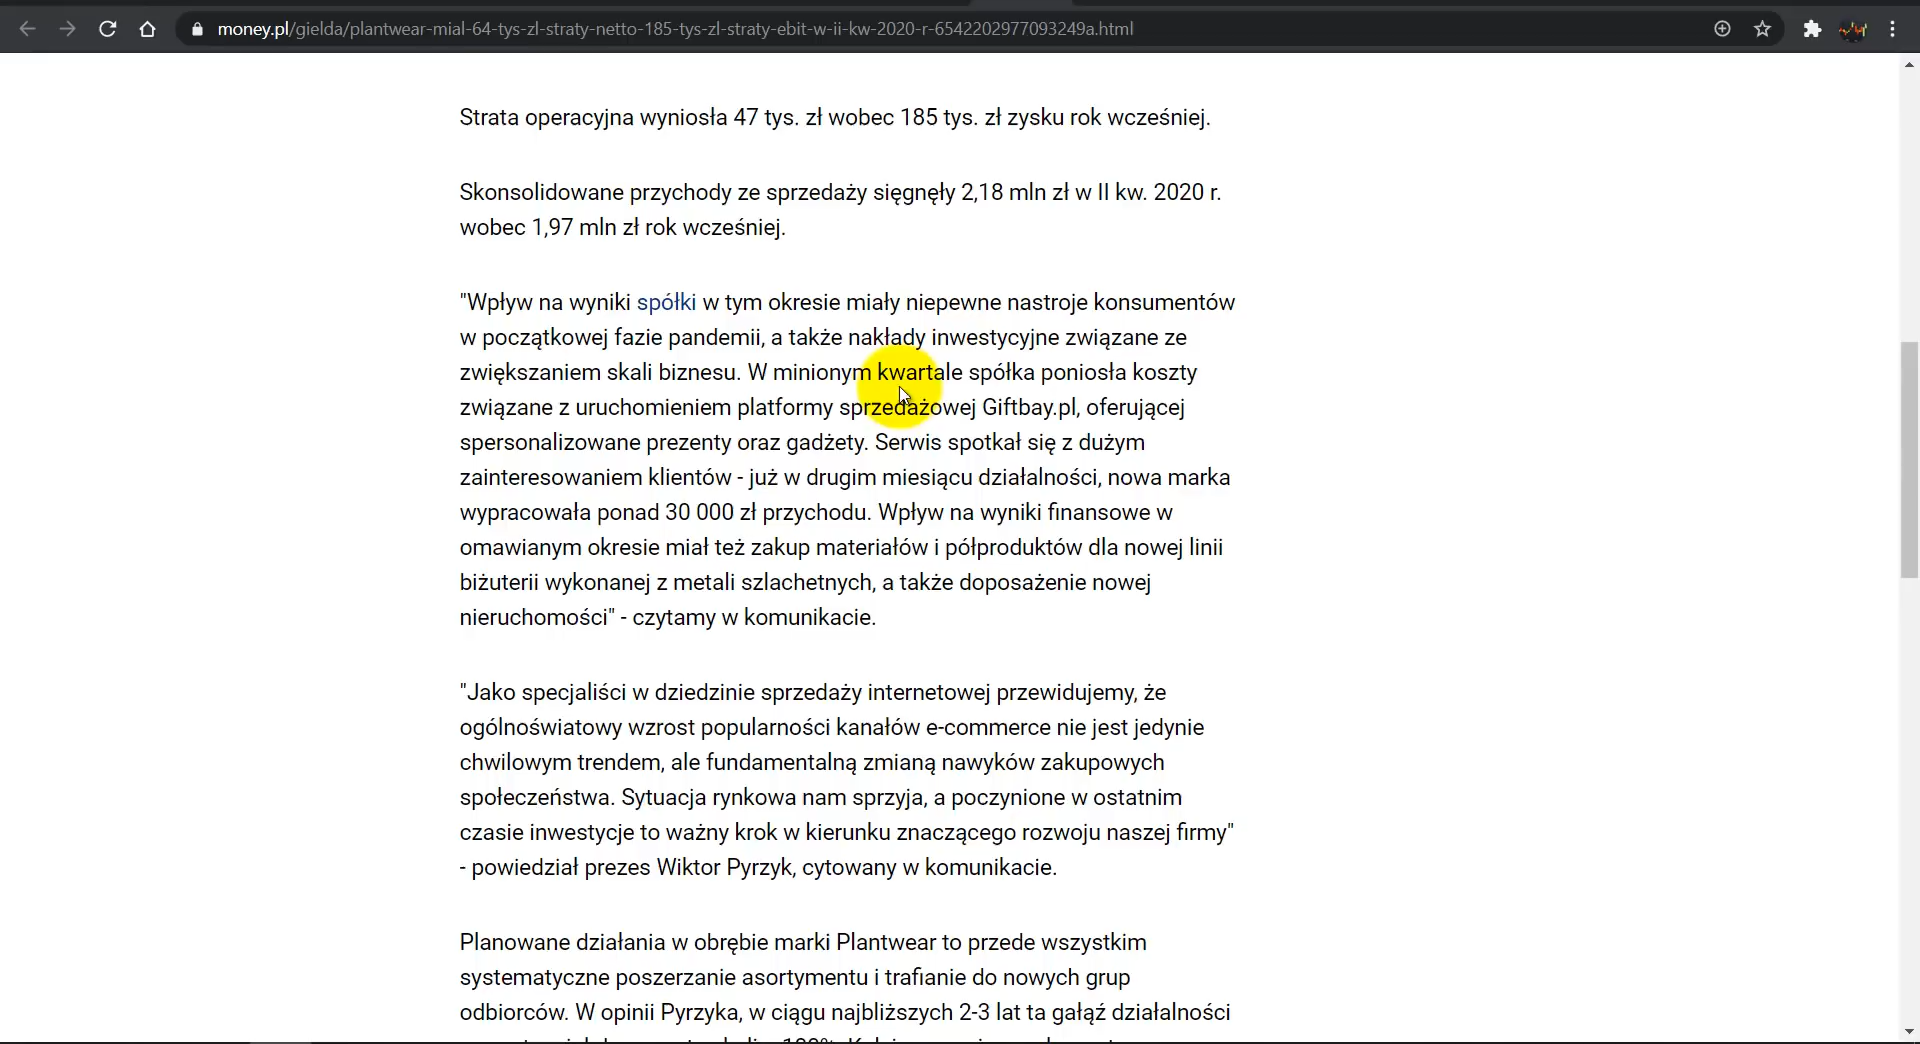 money.pl/gielda/plantwear-mial-64-tys-zl-straty-netto-185-tys-zl-straty-ebit-w-ii-kw-2020-r-6542202977093249a.html
Strata operacyjna wyniosła 47 tys. zł wobec 185 tys. zł zysku rok wcześniej.
Skonsolidowane przychody ze sprzedaży sięgnęły 2,18 mln zł w II kw. 2020 r.
wobec 1,97 mln zł rok wcześniej.
"Wpływ na wyniki spółki w tym okresie miały niepewne nastroje konsumentów
w początkowej fazie pandemii, a także nakłady inwestycyjne związane ze
zwiększaniem skali biznesu. W minionym kwartale spółka poniosła koszty
związane z uruchomieniem platformy sprzedażowej Giftbay.pl, oferującej
spersonalizowane prezenty oraz gadżety. Serwis spotkał się z dużym
zainteresowaniem klientów - już w drugim miesiącu działalności, nowa marka
wypracowała ponad 30 000 zł przychodu. Wpływ na wyniki finansowe w
omawianym okresie miał też zakup materiałów i półproduktów dla nowej linii
biżuterii wykonanej z metali szlachetnych, a także doposażenie nowej
nieruchomości" - czytamy w komunikacie.
"Jako specjaliści w dziedzinie sprzedaży internetowej przewidujemy, że
ogólnoświatowy wzrost popularności kanałów e-commerce nie jest jedynie
chwilowym trendem, ale fundamentalną zmianą nawyków zakupowych
społeczeństwa. Sytuacja rynkowa nam sprzyja, a poczynione w ostatnim
czasie inwestycje to ważny krok w kierunku znaczącego rozwoju naszej firmy"
- powiedział prezes Wiktor Pyrzyk, cytowany w komunikacie.
Planowane działania w obrębie marki Plantwear to przede wszystkim
systematyczne poszerzanie asortymentu i trafianie do nowych grup
odbiorców. W opinii Pyrzyka, w ciągu najbliższych 2-3 lat ta gałąź działalności